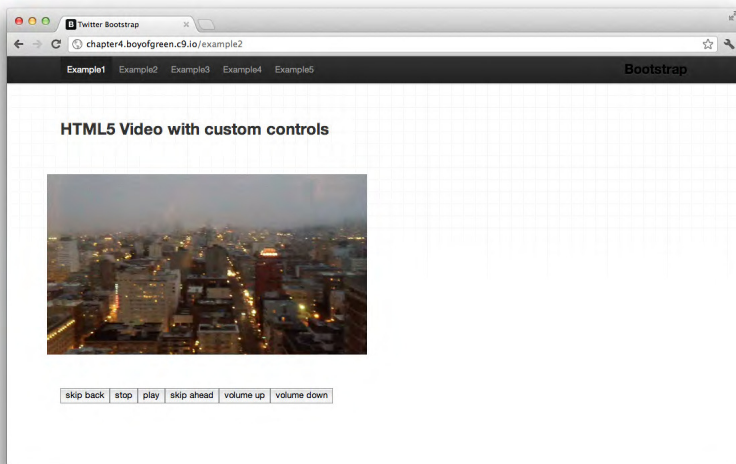 B Twitter Bootstrap
chapter4.boyofgreen.c9.io/example2
Example1 Example2 Example3 Example4 Example5 Bootstrap
HTML5 Video with custom controls
skip back stop play skip ahead volume up volume down